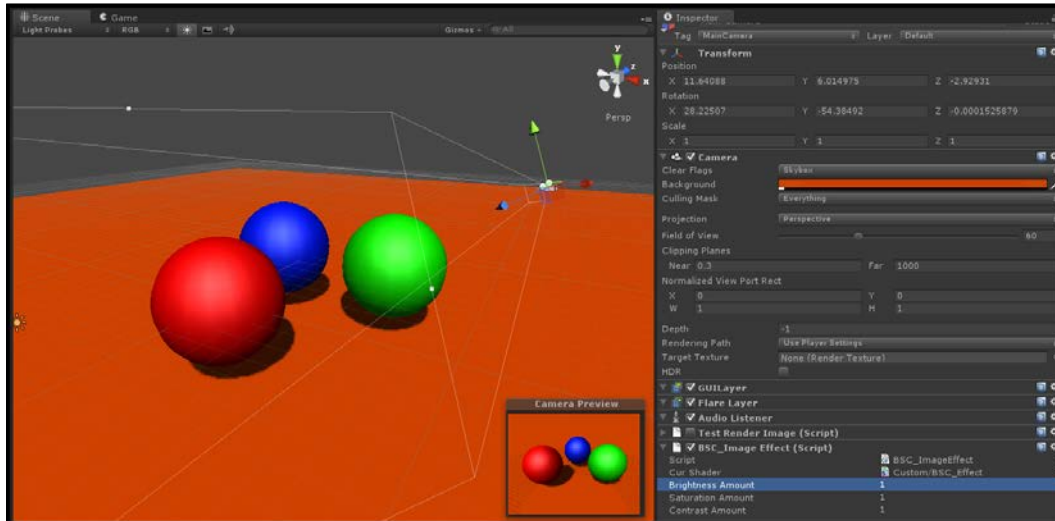 Scene Game
Light Probes RGB Gizmos All
y
z
x
Persp
Camera Preview
Inspector
Tag MainCamera Layer Default
Transform
Position
X 11.64088 Y 6.014975 Z -2.92931
Rotation
X 28.22507 Y -54.38492 Z -0.0001525879
Scale
X 1 Y 1 Z 1
Camera
Clear Flags Skybox
Background
Culling Mask Everything
Projection Perspective
Field of View 60
Clipping Planes
Near 0.3 Far 1000
Normalized View Port Rect
X 0 Y 0
W 1 H 1
Depth -1
Rendering Path Use Player Settings
Target Texture None (Render Texture)
HDR
GUILayer
Flare Layer
Audio Listener
Test Render Image (Script)
BSC_Image Effect (Script)
Script BSC_ImageEffect
Cur Shader Custom/BSC_Effect
Brightness Amount 1
Saturation Amount 1
Contrast Amount 1